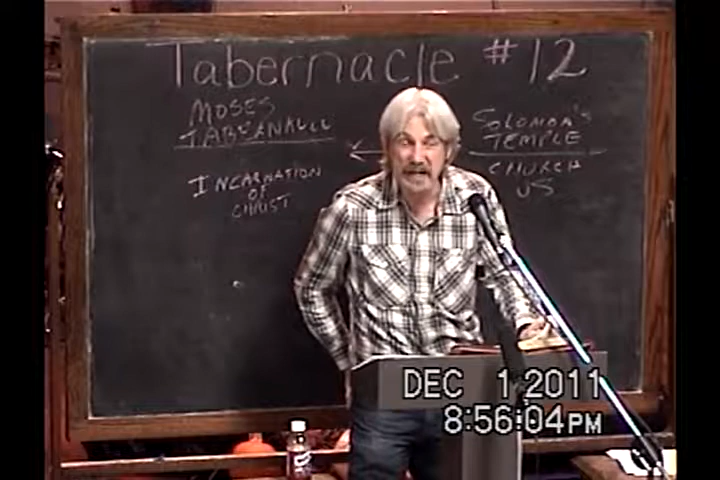 Tabernacle #12
MOSES
TABERNACLE
INCARNATION
OF
CHRIST
SOLOMON'S
TEMPLE
CHURCH
US
DEC 1 2011
8:56:04 PM